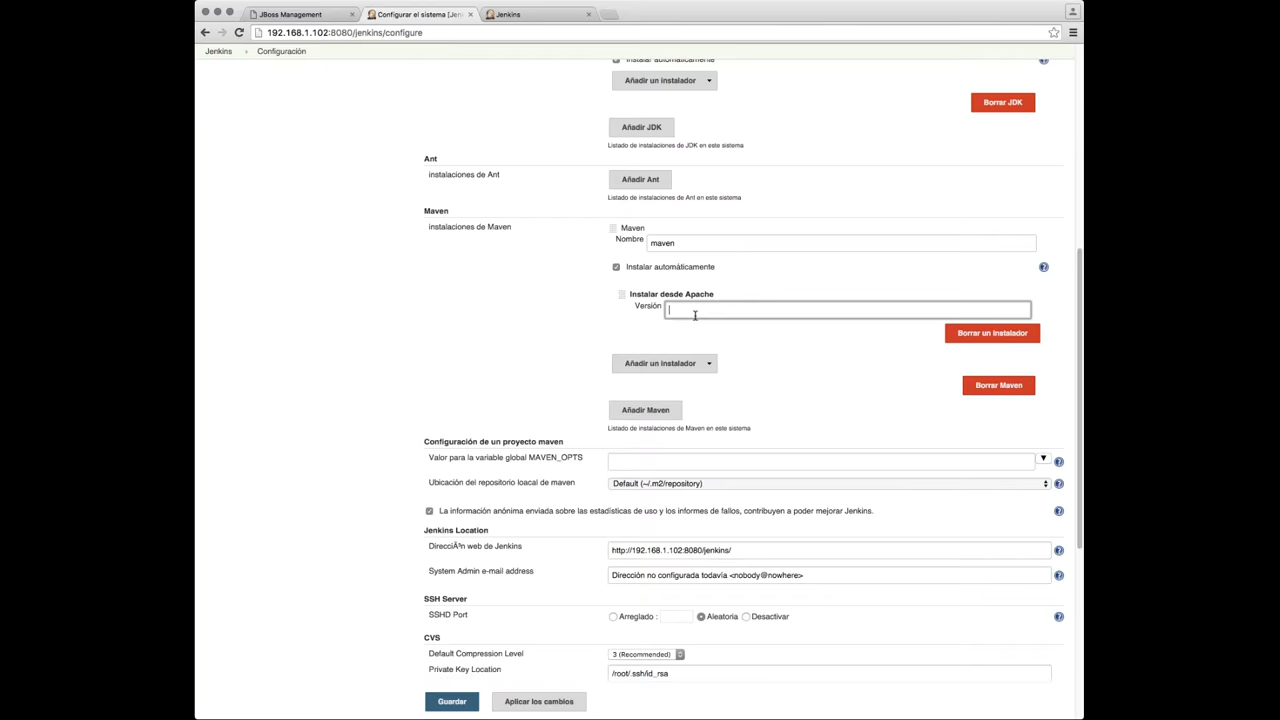 JBoss Management
Configurar el sistema [Jen
Jenkins
192.168.1.102:8080/jenkins/configure
Jenkins
Configuración
Instalar automáticamente
Añadir un instalador
Borrar JDK
Añadir JDK
Listado de instalaciones de JDK en este sistema
Ant
instalaciones de Ant
Añadir Ant
Listado de instalaciones de Ant en este sistema
Maven
instalaciones de Maven
Maven
Nombre
maven
Instalar automáticamente
Instalar desde Apache
Versión
Borrar un instalador
Añadir un instalador
Borrar Maven
Añadir Maven
Listado de instalaciones de Maven en este sistema
Configuración de un proyecto maven
Valor para la variable global MAVEN_OPTS
Ubicación del repositorio loacal de maven
Default (~/.m2/repository)
La información anónima enviada sobre las estadísticas de uso y los informes de fallos, contribuyen a poder mejorar Jenkins.
Jenkins Location
DirecciÃ³n web de Jenkins
http://192.168.1.102:8080/jenkins/
System Admin e-mail address
Dirección no configurada todavía <nobody@nowhere>
SSH Server
SSHD Port
Arreglado :
Aleatoria
Desactivar
CVS
Default Compression Level
3 (Recommended)
Private Key Location
/root/.ssh/id_rsa
Guardar
Aplicar los cambios